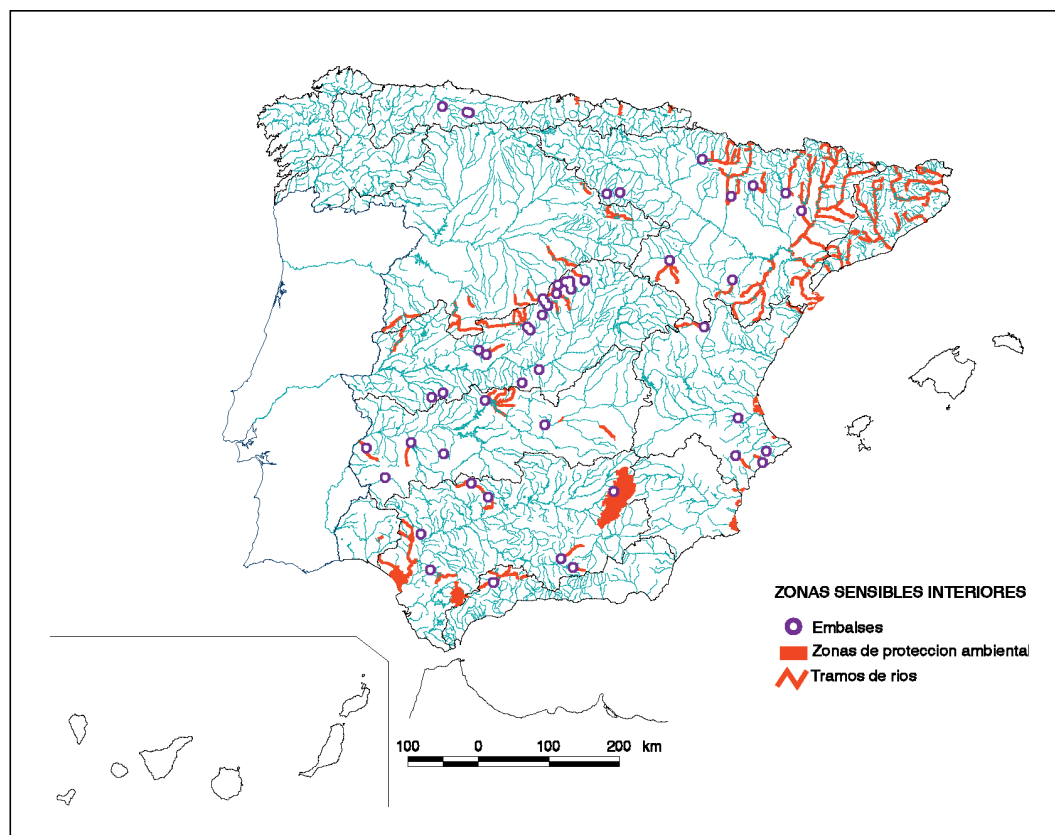 ZONAS SENSIBLES INTERIORES
Embalses
Zonas de proteccion ambiental
Tramos de rios
100 0 100 200 km